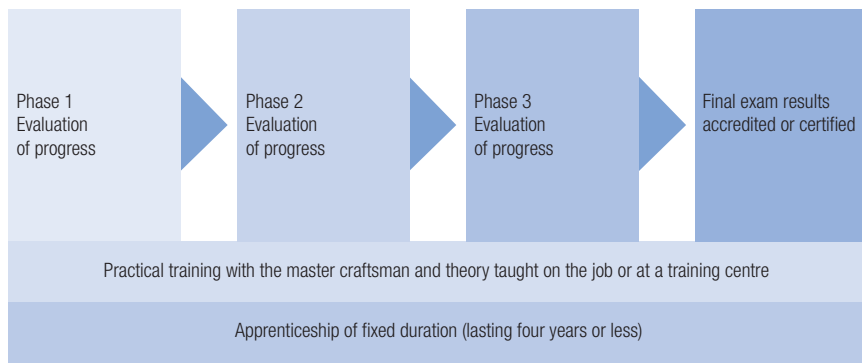 Phase 1
Evaluation
of progress
Phase 2
Evaluation
of progress
Phase 3
Evaluation
of progress
Final exam results
accredited or certified
Practical training with the master craftsman and theory taught on the job or at a training centre
Apprenticeship of fixed duration (lasting four years or less)